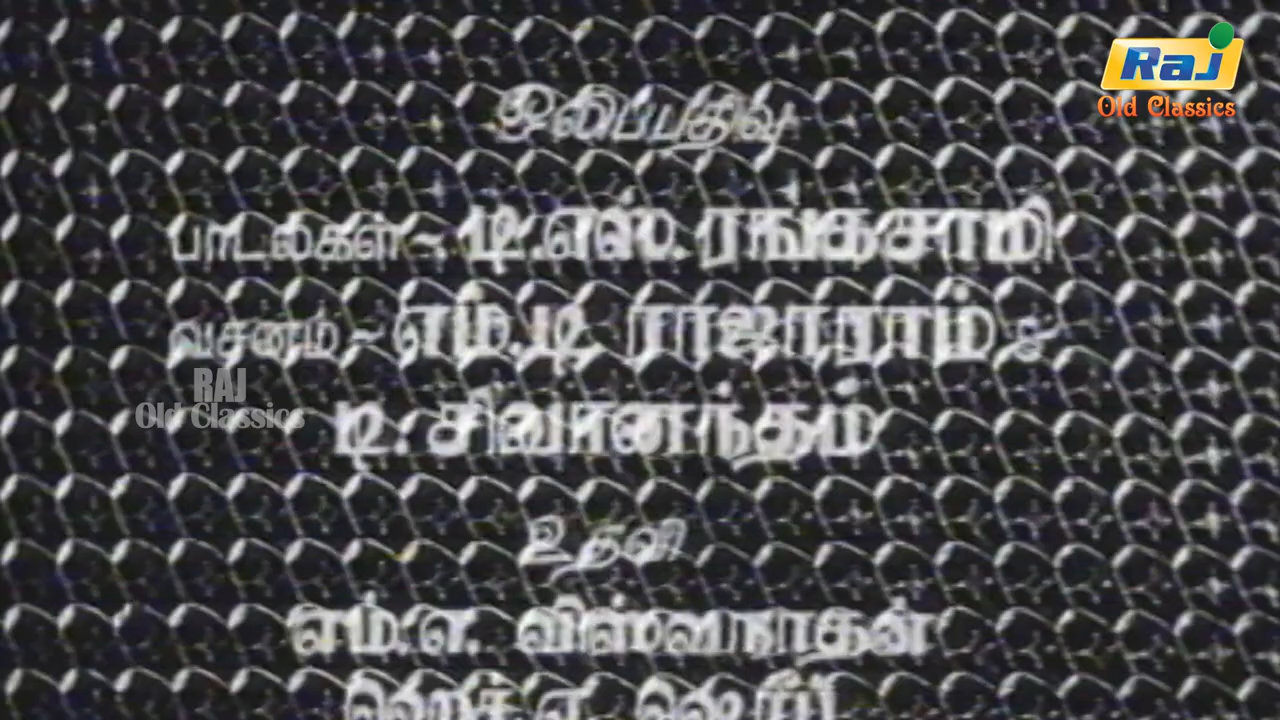 Raj
Old Classics
ஒலிப்பதிவு
பாடல்கள் - டி.எஸ். ரங்கசாமி
வசனம் - எம்.டி. ராஜாராம் &
RAJ
Old Classics
டி. சிவானந்தம்
உதவி
எம்.ஏ. விஸ்வநாதன்